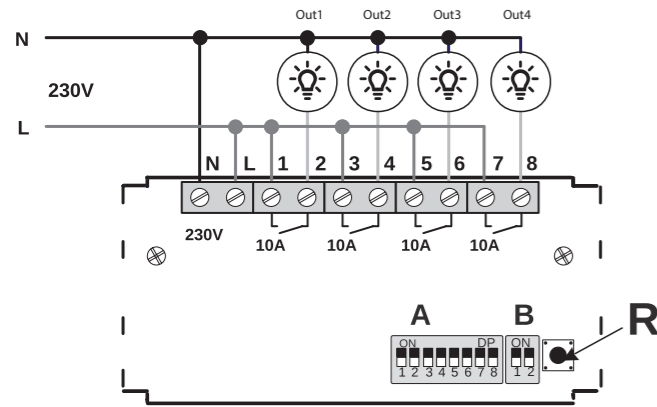 Out1 Out2 Out3 Out4
N
230V
L
N L 1 2 3 4 5 6 7 8
230V
10A 10A 10A 10A
A B
R
ON DP ON
1 2 3 4 5 6 7 8 1 2